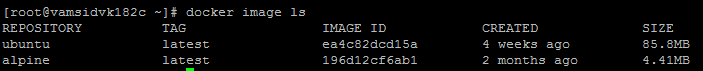 [root@vamsidvk182c ~]# docker image ls
REPOSITORY TAG IMAGE ID CREATED SIZE
ubuntu latest ea4c82dcd15a 4 weeks ago 85.8MB
alpine latest 196d12cf6ab1 2 months ago 4.41MB